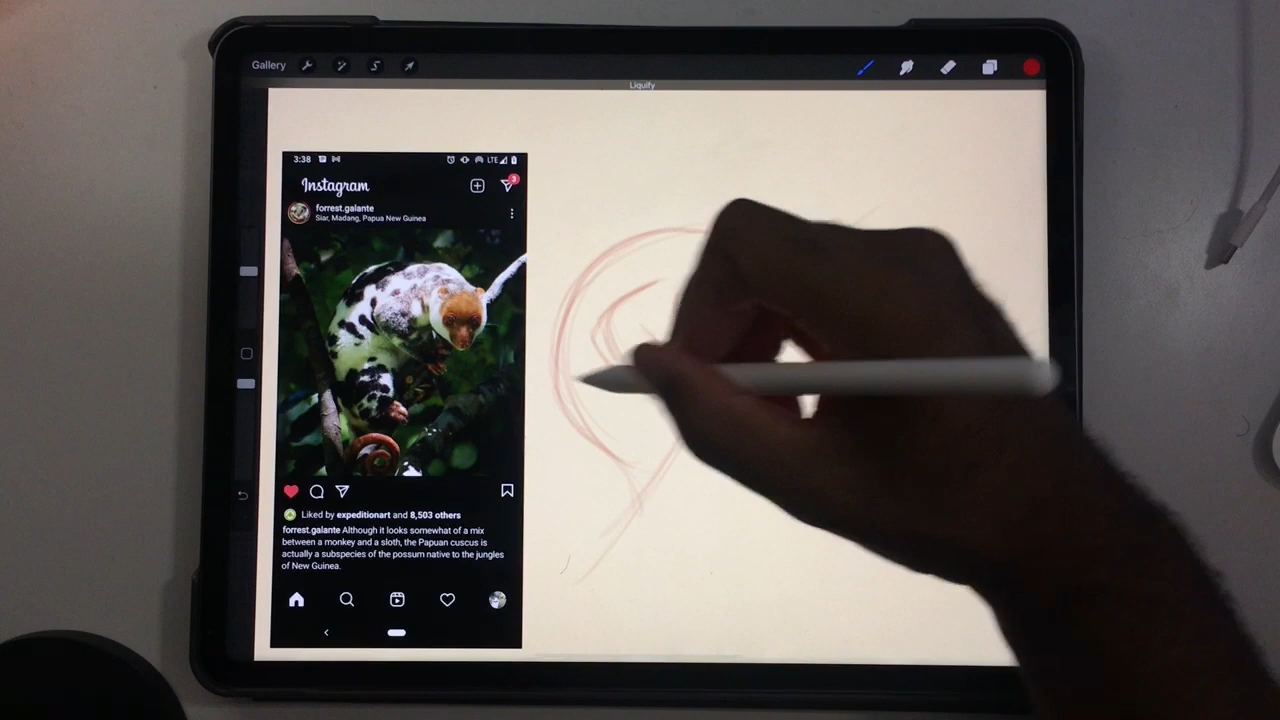 Gallery
Liquify
3:38
LTE
Instagram
3
forrest.galante
Siar, Madang, Papua New Guinea
Liked by expeditionart and 8,503 others
forrest.galante Although it looks somewhat of a mix
between a monkey and a sloth, the Papuan cuscus is
actually a subspecies of the possum native to the jungles
of New Guinea.